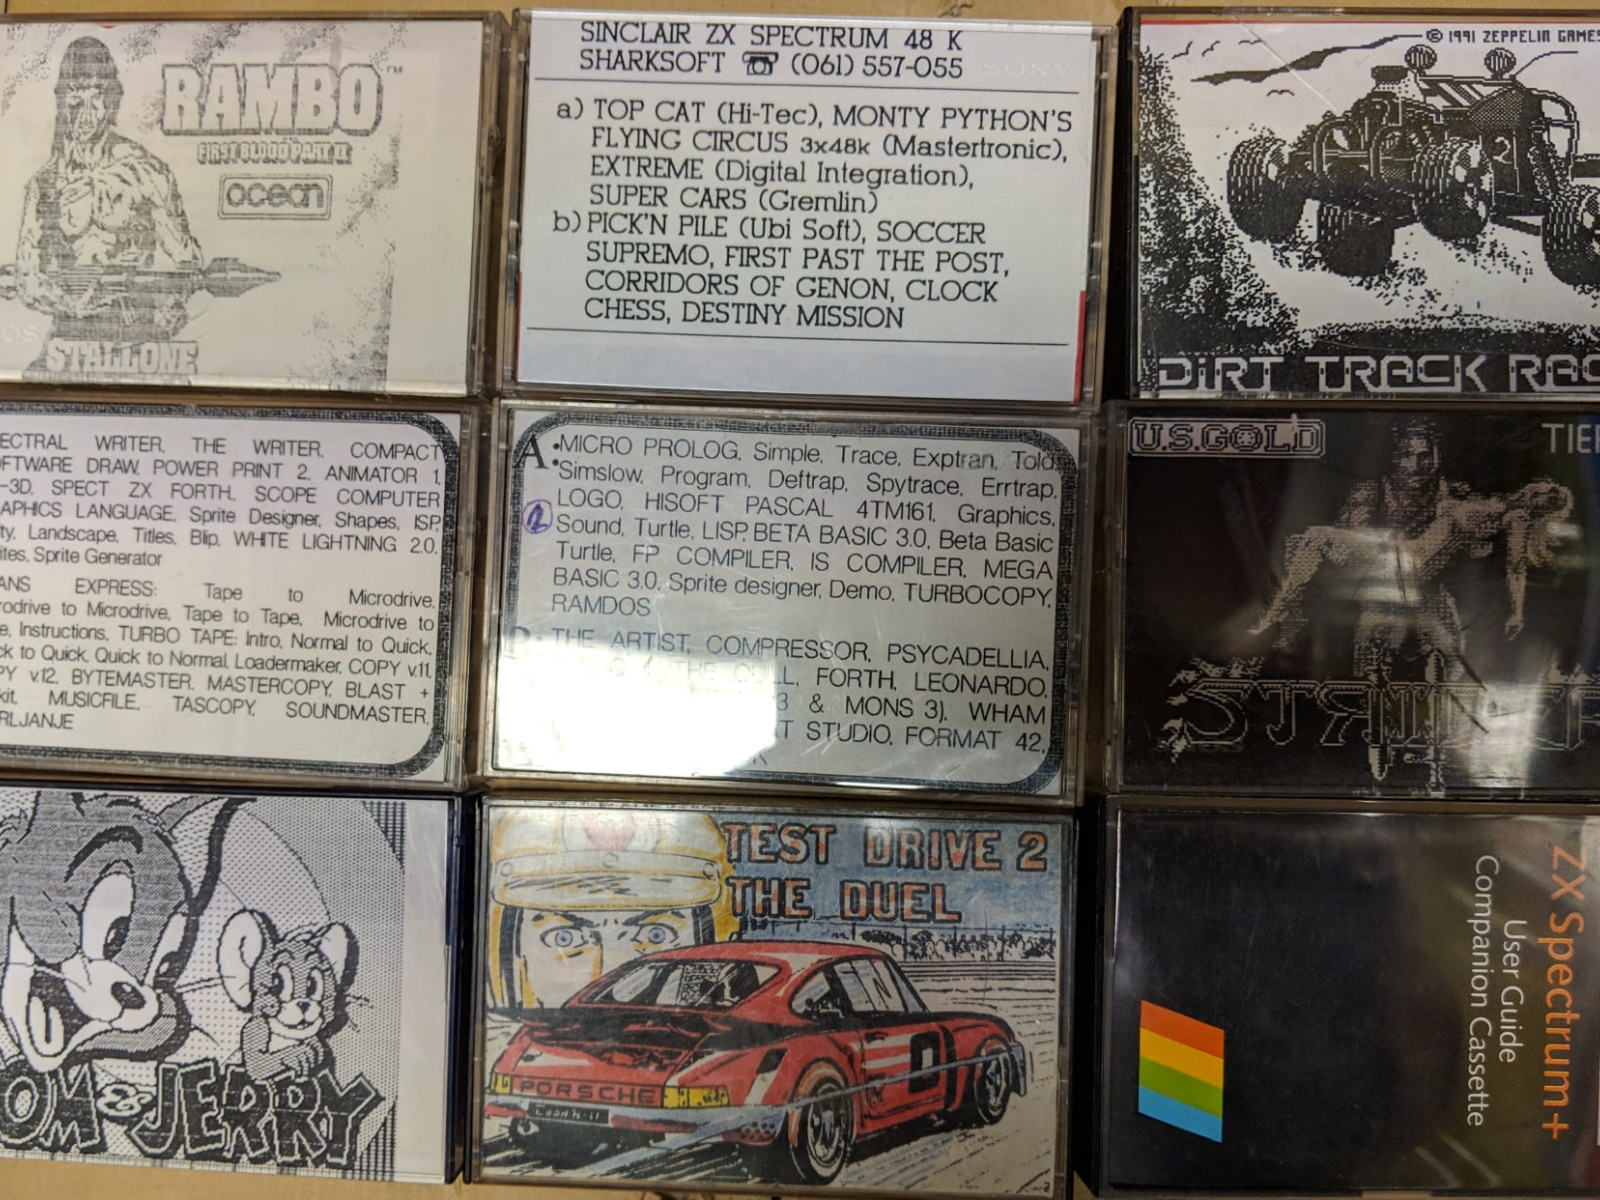 RAMBO™
FIRST BLOOD PART II
ocean
STALLONE
SINCLAIR ZX SPECTRUM 48 K
SHARKSOFT ☎ (061) 557-055
SONY
a) TOP CAT (Hi-Tec), MONTY PYTHON'S
FLYING CIRCUS 3x48k (Mastertronic),
EXTREME (Digital Integration),
SUPER CARS (Gremlin)
b) PICK'N PILE (Ubi Soft), SOCCER
SUPREMO, FIRST PAST THE POST,
CORRIDORS OF GENON, CLOCK
CHESS, DESTINY MISSION
© 1991 ZEPPELIN GAMES
2
DIRT TRACK RAC
ECTRAL WRITER, THE WRITER, COMPACT
FTWARE DRAW, POWER PRINT 2, ANIMATOR 1,
-3D, SPECT ZX FORTH, SCOPE COMPUTER
APHICS LANGUAGE, Sprite Designer, Shapes, ISP,
ty, Landscape, Titles, Blip, WHITE LIGHTNING 2.0,
ites, Sprite Generator
ANS EXPRESS: Tape to Microdrive,
rodrive to Microdrive, Tape to Tape, Microdrive to
e, Instructions, TURBO TAPE: Intro, Normal to Quick,
ck to Quick, Quick to Normal, Loadermaker, COPY v.11,
PY v.12, BYTEMASTER, MASTERCOPY, BLAST +
kit, MUSICFILE, TASCOPY, SOUNDMASTER,
RLJANJE
A: MICRO PROLOG, Simple, Trace, Exptran, Told,
Simslow, Program, Deftrap, Spytrace, Errtrap,
LOGO, HISOFT PASCAL 4TM161, Graphics,
Sound, Turtle, LISP, BETA BASIC 3.0, Beta Basic
Turtle, FP COMPILER, IS COMPILER, MEGA
BASIC 3.0, Sprite designer, Demo, TURBOCOPY,
RAMDOS
B: THE ARTIST, COMPRESSOR, PSYCADELLIA,
THE QUILL, FORTH, LEONARDO,
3 & MONS 3), WHAM
T STUDIO, FORMAT 42,
U.S.GOLD
TIER
OM & JERRY
TEST DRIVE 2
THE DUEL
PORSCHE
ZX Spectrum+
User Guide
Companion Cassette